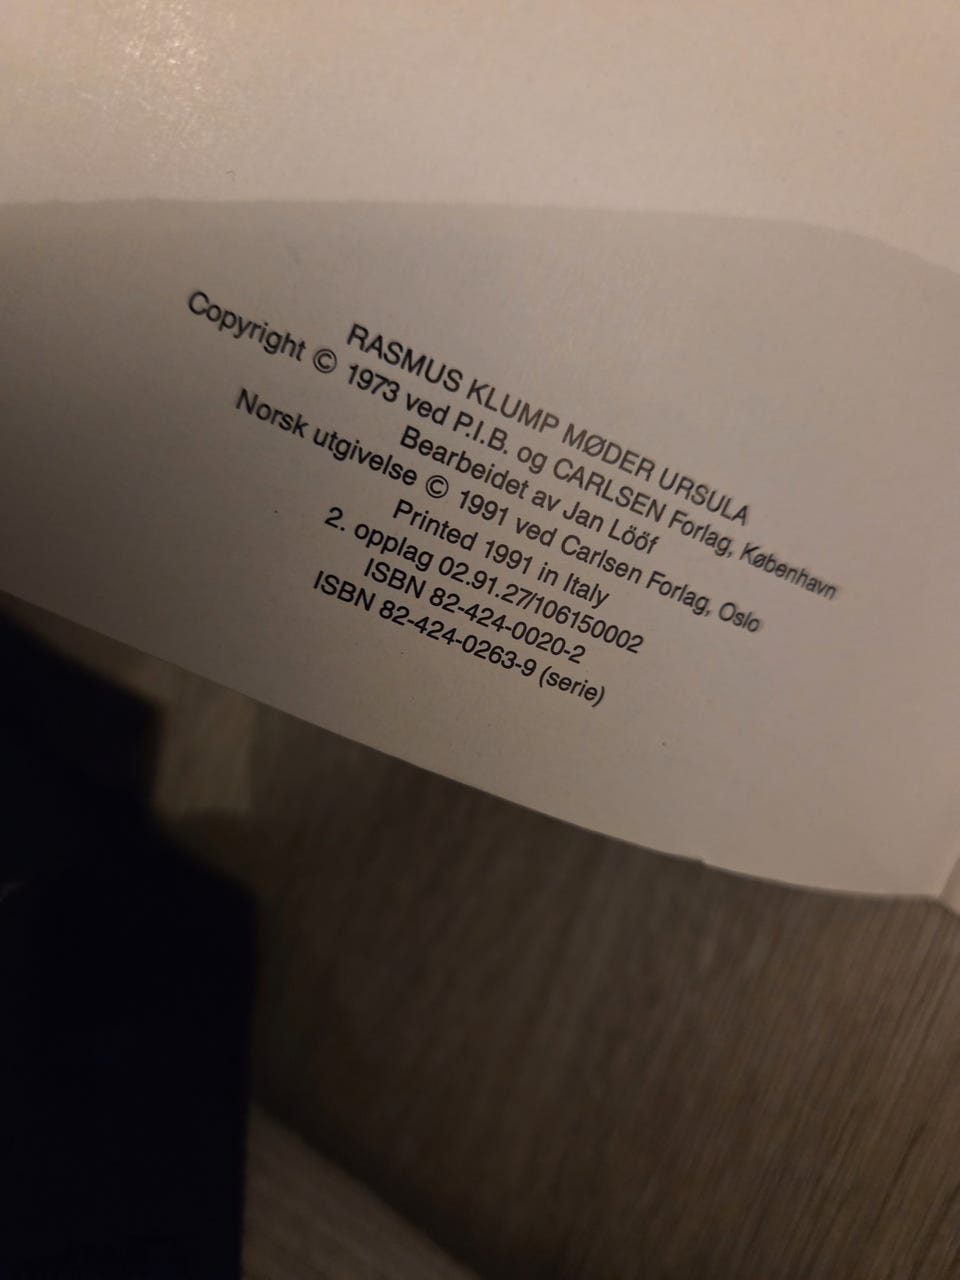 RASMUS KLUMP MØDER URSULA
Copyright © 1973 ved P.I.B. og CARLSEN Forlag, København
Bearbeidet av Jan Lööf
Norsk utgivelse © 1991 ved Carlsen Forlag, Oslo
Printed 1991 in Italy
2. opplag 02.91.27/106150002
ISBN 82-424-0020-2
ISBN 82-424-0263-9 (serie)